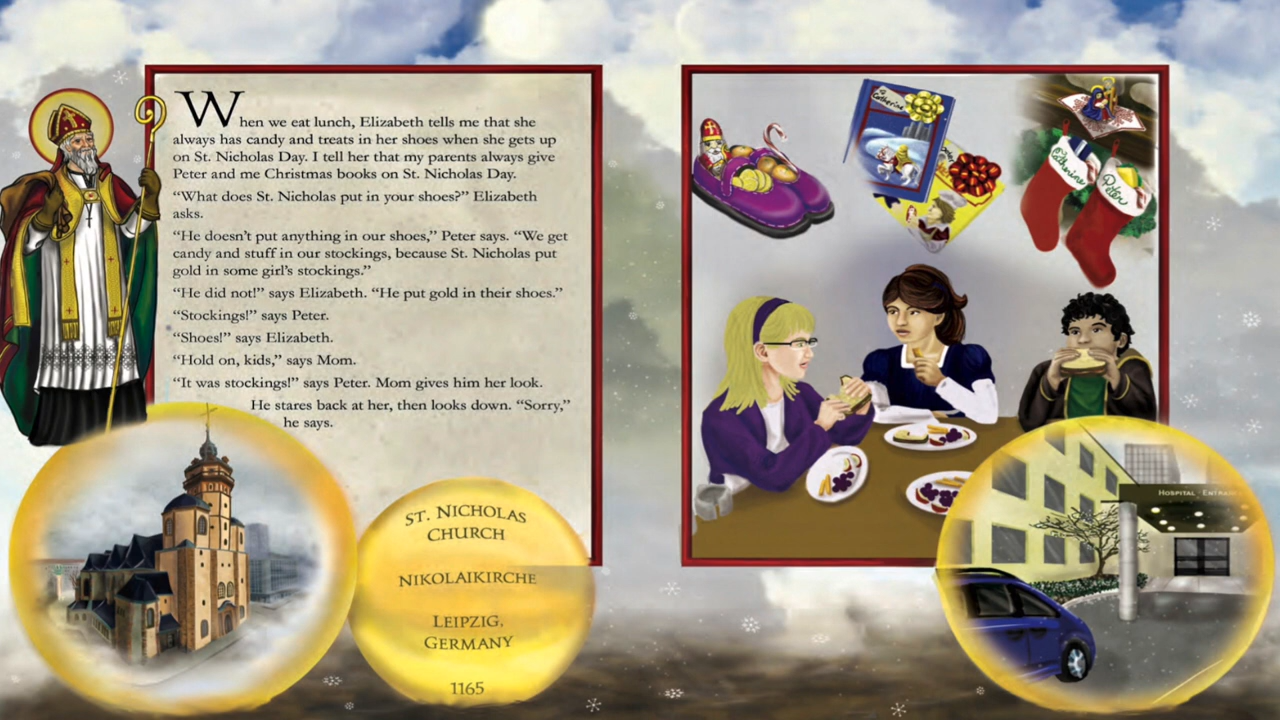 When we eat lunch, Elizabeth tells me that she
always has candy and treats in her shoes when she gets up
on St. Nicholas Day. I tell her that my parents always give
Peter and me Christmas books on St. Nicholas Day.
“What does St. Nicholas put in your shoes?” Elizabeth
asks.
“He doesn’t put anything in our shoes,” Peter says. “We get
candy and stuff in our stockings, because St. Nicholas put
gold in some girl’s stockings.”
“He did not!” says Elizabeth. “He put gold in their shoes.”
“Stockings!” says Peter.
“Shoes!” says Elizabeth.
“Hold on, kids,” says Mom.
“It was stockings!” says Peter. Mom gives him her look.
He stares back at her, then looks down. “Sorry,”
he says.
ST. NICHOLAS
CHURCH
NIKOLAIKIRCHE
LEIPZIG,
GERMANY
1165
Catherine
Catherine
Peter
HOSPITAL · ENTRA